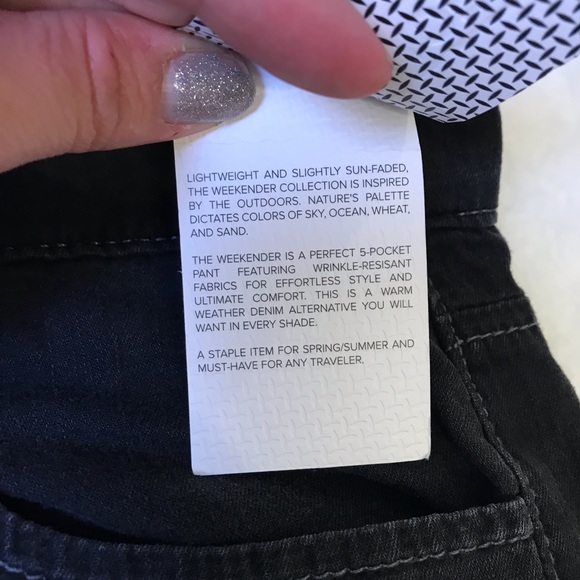 LIGHTWEIGHT AND SLIGHTLY SUN-FADED,
THE WEEKENDER COLLECTION IS INSPIRED
BY THE OUTDOORS. NATURE'S PALETTE
DICTATES COLORS OF SKY, OCEAN, WHEAT,
AND SAND.
THE WEEKENDER IS A PERFECT 5-POCKET
PANT FEATURING WRINKLE-RESISANT
FABRICS FOR EFFORTLESS STYLE AND
ULTIMATE COMFORT. THIS IS A WARM
WEATHER DENIM ALTERNATIVE YOU WILL
WANT IN EVERY SHADE.
A STAPLE ITEM FOR SPRING/SUMMER AND
MUST-HAVE FOR ANY TRAVELER.